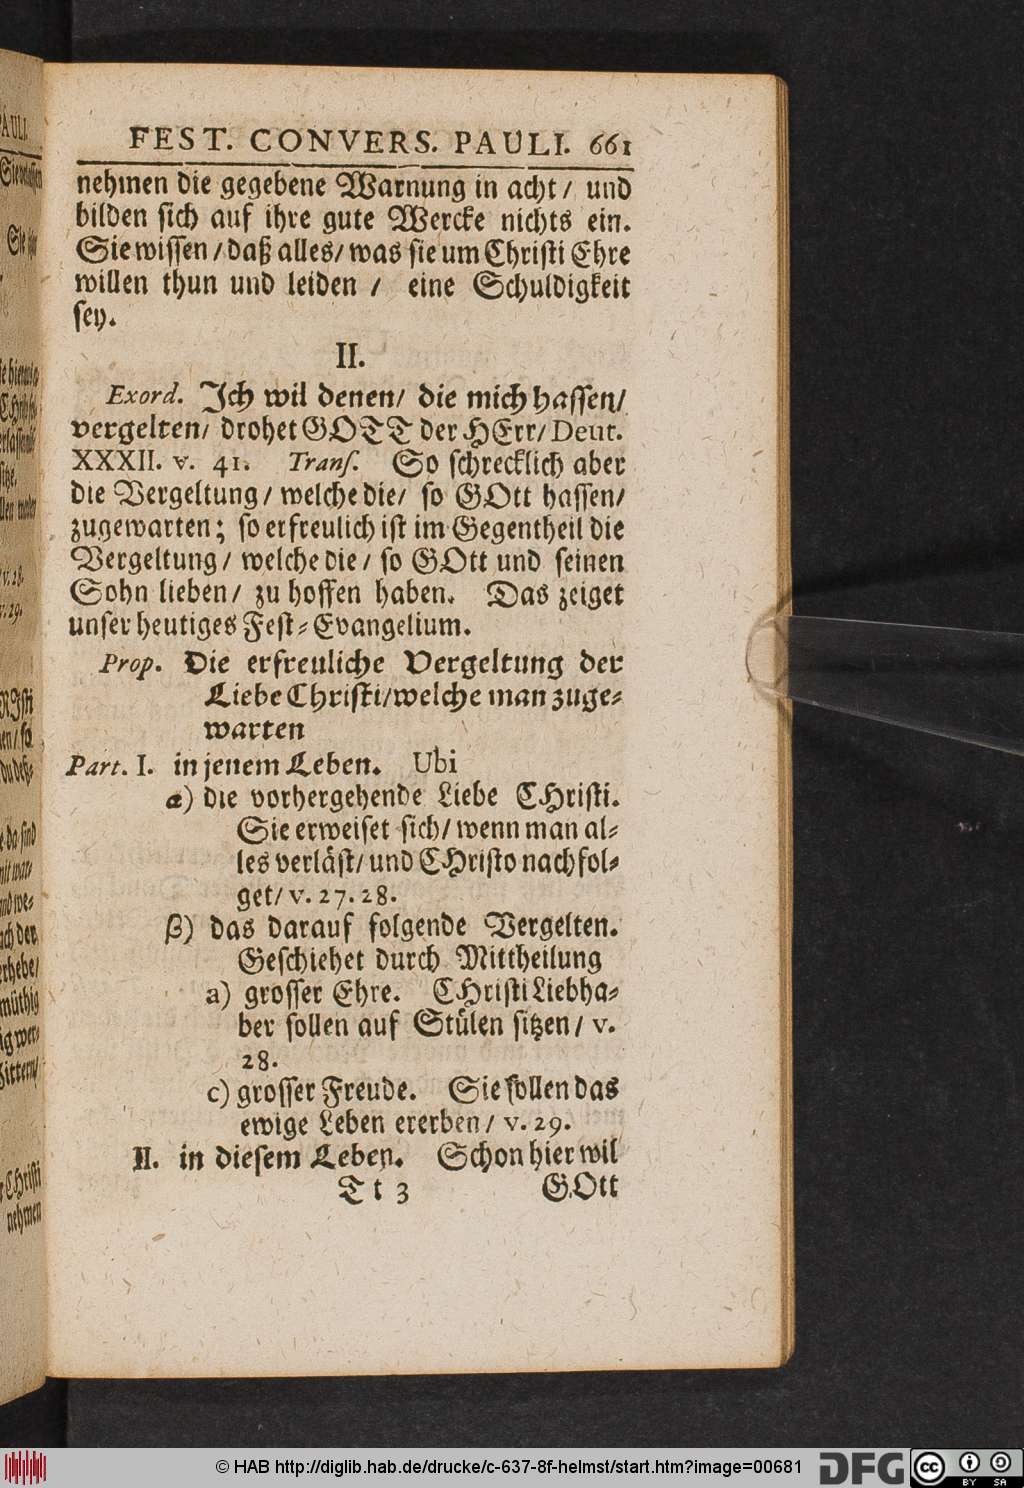 FEST. CONVERS. PAULI. 661
nehmen die gegebene Warnung in acht / und
bilden sich auf ihre gute Wercke nichts ein.
Sie wissen / daß alles / was sie um Christi Ehre
willen thun und leiden / eine Schuldigkeit
sey.
II.
Exord. Ich wil denen / die mich hassen /
vergelten / drohet GOTT der HErr / Deut.
XXXII. v. 41. Trans. So schrecklich aber
die Vergeltung / welche die / so GOtt hassen /
zugewarten ; so erfreulich ist im Gegentheil die
Vergeltung / welche die / so GOtt und seinen
Sohn lieben / zu hoffen haben. Das zeiget
unser heutiges Fest-Evangelium.
Prop. Die erfreuliche Vergeltung der
Liebe Christi / welche man zuge-
warten
Part. I. in jenem Leben. Ubi
α) die vorhergehende Liebe CHristi.
Sie erweiset sich / wenn man al-
les verläst / und CHristo nachfol-
get / v. 27. 28.
β) das darauf folgende Vergelten.
Geschiehet durch Mittheilung
a) grosser Ehre. CHristi Liebha-
ber sollen auf Stülen sitzen / v.
28.
c) grosser Freude. Sie sollen das
ewige Leben ererben / v. 29.
II. in diesem Leben. Schon hier wil
T t 3 GOtt
© HAB http://diglib.hab.de/drucke/c-637-8f-helmst/start.htm?image=00681
DFG
cc BY SA